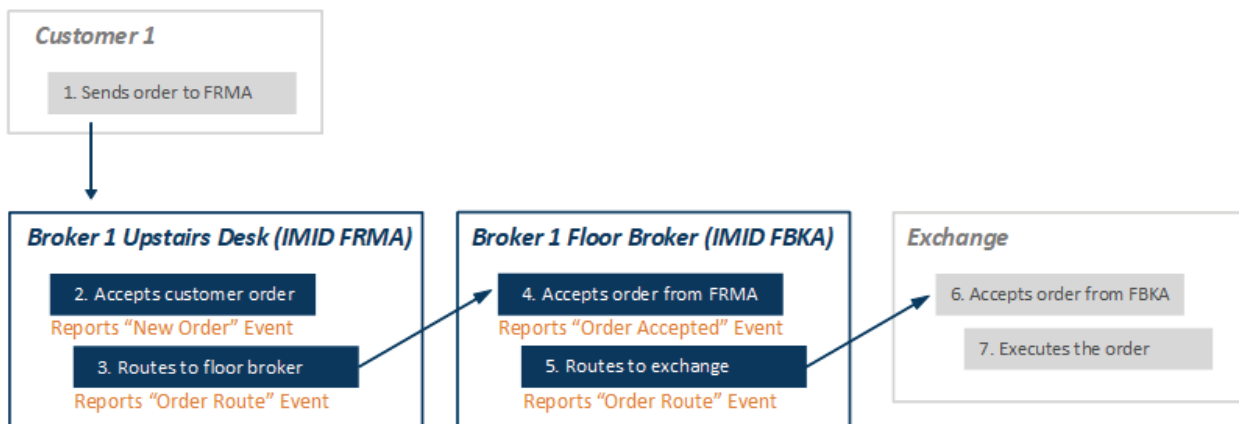 Customer 1
1. Sends order to FRMA
Broker 1 Upstairs Desk (IMID FRMA)
2. Accepts customer order
Reports “New Order” Event
3. Routes to floor broker
Reports “Order Route” Event
Broker 1 Floor Broker (IMID FBKA)
4. Accepts order from FRMA
Reports “Order Accepted” Event
5. Routes to exchange
Reports “Order Route” Event
Exchange
6. Accepts order from FBKA
7. Executes the order